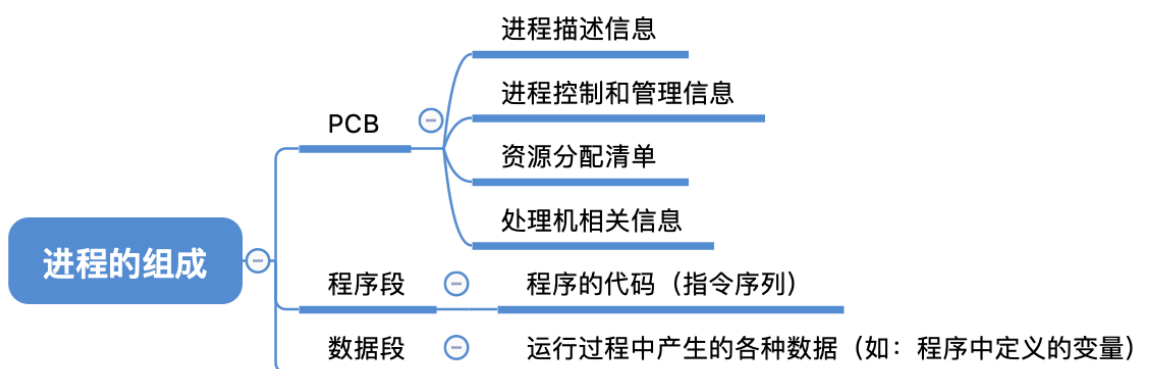 进程描述信息
进程控制和管理信息
PCB
资源分配清单
处理机相关信息
进程的组成
程序段
程序的代码（指令序列）
数据段
运行过程中产生的各种数据（如：程序中定义的变量）